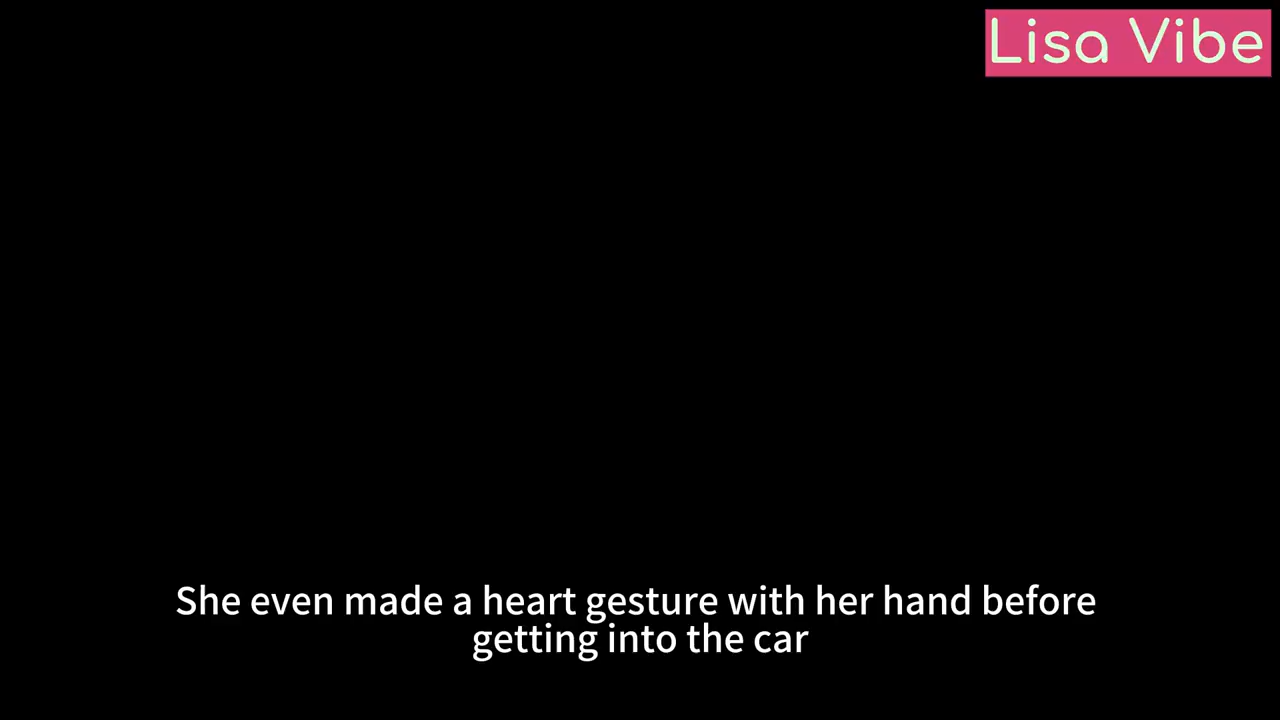 Lisa Vibe
She even made a heart gesture with her hand before
getting into the car